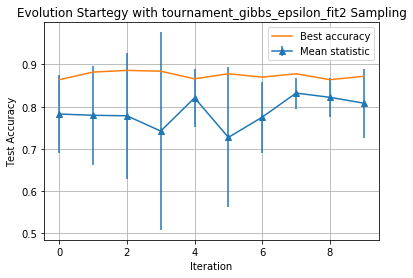 Evolution Startegy with tournament_gibbs_epsilon_fit2 Sampling
Best accuracy
Mean statistic
Test Accuracy
0.9
0.8
0.7
0.6
0.5
0
2
4
6
8
Iteration